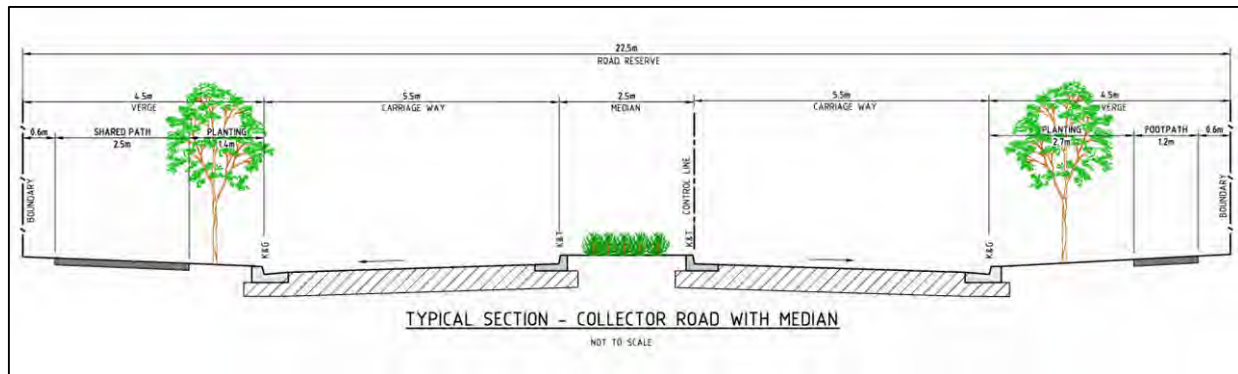 22.5m
ROAD RESERVE
4.5m
VERGE
5.5m
CARRIAGE WAY
2.5m
MEDIAN
5.5m
CARRIAGE WAY
4.5m
VERGE
0.6m
SHARED PATH
2.5m
PLANTING
1.4m
PLANTING
2.7m
FOOTPATH
1.2m
0.6m
BOUNDARY
K&G
K&T
K&T
CONTROL LINE
K&G
BOUNDARY
TYPICAL SECTION - COLLECTOR ROAD WITH MEDIAN
NOT TO SCALE